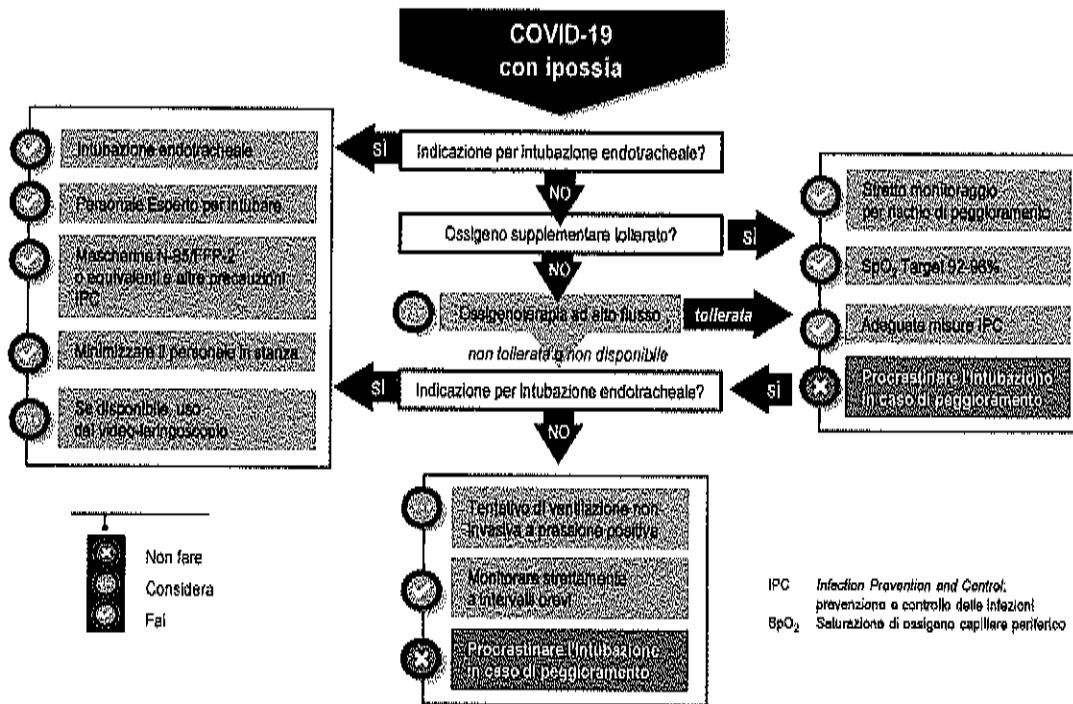 COVID-19
con ipossia
Indicazione per intubazione endotracheale?
SÌ
NO
Intubazione endotracheale
Personale Esperto per intubare
Mascherine N-95/FFP-2
o equivalenti e altre precauzioni
IPC
Minimizzare il personale in stanza
Se disponibile, uso
del video-laringoscopio
Ossigeno supplementare tollerato?
SÌ
NO
Stretto monitoraggio
per rischio di peggioramento
SpO₂ Target 92-96%
Adeguate misure IPC
Procrastinare l'intubazione
in caso di peggioramento
Ossigenoterapia ad alto flusso
tollerata
non tollerata o non disponibile
SÌ
Indicazione per intubazione endotracheale?
SÌ
NO
Tentativo di ventilazione non
invasiva a pressione positiva
Monitorare strettamente
a intervalli brevi
Procrastinare l'intubazione
in caso di peggioramento
Non fare
Considera
Fai
IPC Infection Prevention and Control:
prevenzione e controllo delle infezioni
SpO₂ Saturazione di ossigeno capillare periferico